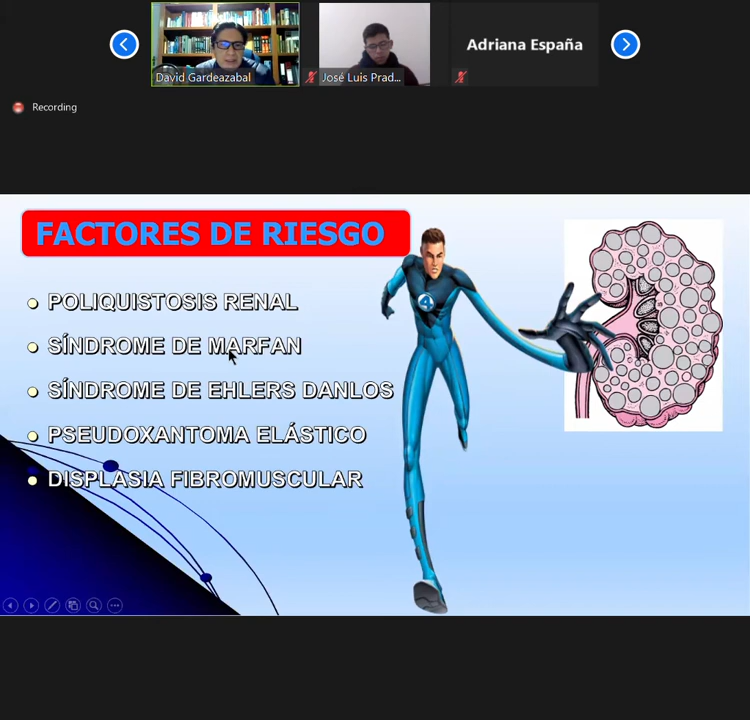 David Gardeazabal
José Luis Prad...
Adriana España
Recording
FACTORES DE RIESGO
POLIQUISTOSIS RENAL
SÍNDROME DE MARFAN
SÍNDROME DE EHLERS DANLOS
PSEUDOXANTOMA ELÁSTICO
DISPLASIA FIBROMUSCULAR
4